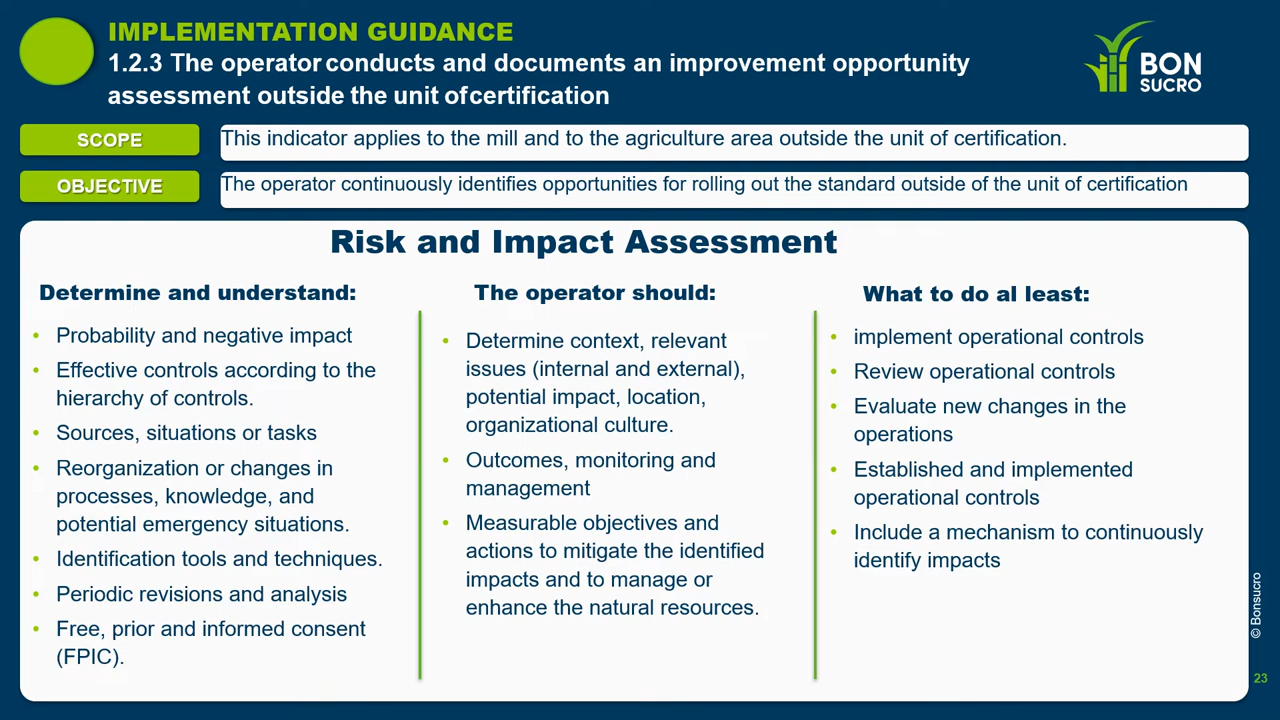 IMPLEMENTATION GUIDANCE
1.2.3 The operator conducts and documents an improvement opportunity
assessment outside the unit of certification
BON
SUCRO
SCOPE
This indicator applies to the mill and to the agriculture area outside the unit of certification.
OBJECTIVE
The operator continuously identifies opportunities for rolling out the standard outside of the unit of certification
Risk and Impact Assessment
Determine and understand:
• Probability and negative impact
• Effective controls according to the
hierarchy of controls.
• Sources, situations or tasks
• Reorganization or changes in
processes, knowledge, and
potential emergency situations.
• Identification tools and techniques.
• Periodic revisions and analysis
• Free, prior and informed consent
(FPIC).
The operator should:
• Determine context, relevant
issues (internal and external),
potential impact, location,
organizational culture.
• Outcomes, monitoring and
management
• Measurable objectives and
actions to mitigate the identified
impacts and to manage or
enhance the natural resources.
What to do al least:
• implement operational controls
• Review operational controls
• Evaluate new changes in the
operations
• Established and implemented
operational controls
• Include a mechanism to continuously
identify impacts
© Bonsucro
23